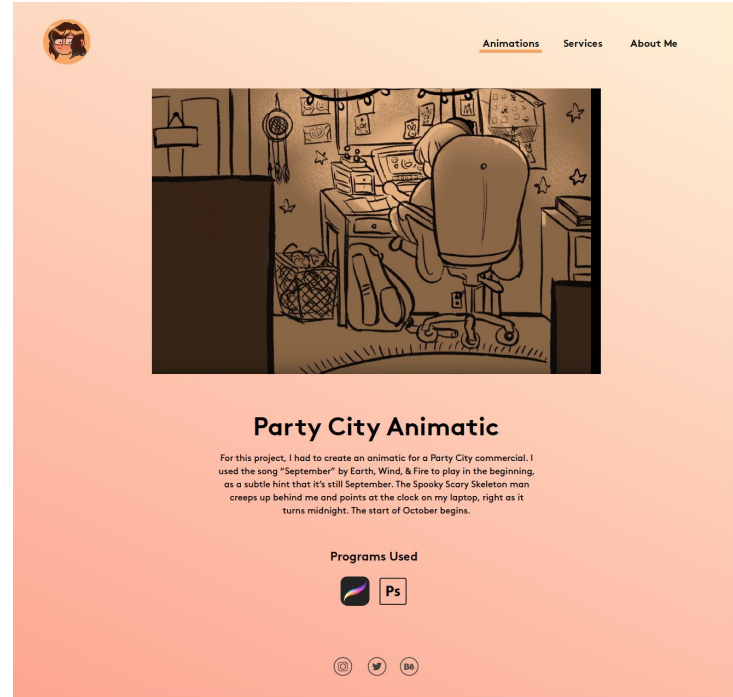 Animations
Services
About Me
Party City Animatic
For this project, I had to create an animatic for a Party City commercial. I
used the song “September” by Earth, Wind, & Fire to play in the beginning,
as a subtle hint that it’s still September. The Spooky Scary Skeleton man
creeps up behind me and points at the clock on my laptop, right as it
turns midnight. The start of October begins.
Programs Used
Ps
Bē